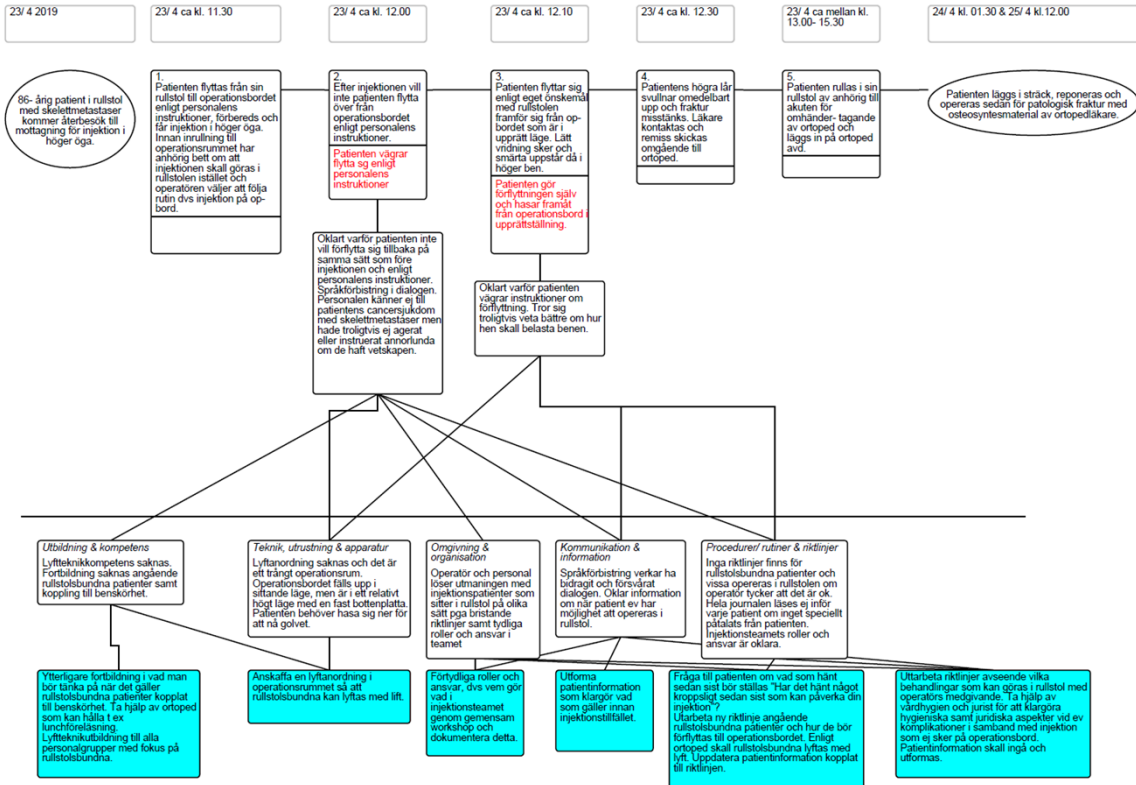 23/ 4 2019
23/ 4 ca kl. 11.30
23/ 4 ca kl. 12.00
23/ 4 ca kl. 12.10
23/ 4 ca kl. 12.30
23/ 4 ca mellan kl.
13.00- 15.30
24/ 4 kl. 01.30 & 25/ 4 kl.12.00
86- årig patient i rullstol
med skelettmetastaser
kommer återbesök till
mottagning för injektion i
höger öga.
1.
Patienten flyttas från sin
rullstol till operationsbordet
enligt personalens
instruktioner, förbereds och
får injektion i höger öga.
Innan inrullning till
operationsrummet har
anhörig bett om att
injektionen skall göras i
rullstolen istället och
operatören väljer att följa
rutin dvs injektion på op-
bord.
2.
Efter injektionen vill
inte patienten flytta
över från
operationsbordet
enligt personalens
instruktioner.
Patienten vägrar
flytta sg enligt
personalens
instruktioner
3.
Patienten flyttar sig
enligt eget önskemål
med rullstolen
framför sig från op-
bordet som är i
upprätt läge. Lätt
vridning sker och
smärta uppstår då i
höger ben.
Patienten gör
förflyttningen själv
och hasar framåt
från operationsbord i
upprättställning.
4.
Patientens högra lår
svullnar omedelbart
upp och fraktur
misstänks. Läkare
kontaktas och
remiss skickas
omgående till
ortoped.
5.
Patienten rullas i sin
rullstol av anhörig till
akuten för
omhänder- tagande
av ortoped och
läggs in på ortoped
avd.
Patienten läggs i sträck, reponeras och
opereras sedan för patologisk fraktur med
osteosyntesmaterial av ortopedläkare.
Oklart varför patienten inte
vill förflytta sig tillbaka på
samma sätt som före
injektionen och enligt
personalens instruktioner.
Språkförbistring i dialogen.
Personalen känner ej till
patientens cancersjukdom
med skelettmetastaser men
hade troligtvis ej agerat
eller instruerat annorlunda
om de haft vetskapen.
Oklart varför patienten
vägrar instruktioner om
förflyttning. Tror sig
troligtvis veta bättre om hur
hen skall belasta benen.
Utbildning & kompetens
Lyftteknikkompetens saknas.
Fortbildning saknas angående
rullstolsbundna patienter samt
koppling till benskörhet.
Teknik, utrustning & apparatur
Lyftanordning saknas och det är
ett trångt operationsrum.
Operationsbordet fälls upp i
sittande läge, men är i ett relativt
högt läge med en fast bottenplatta.
Patienten behöver hasa sig ner för
att nå golvet.
Omgivning &
organisation
Operatör och personal
löser utmaningen med
injektionspatienter som
sitter i rullstol på olika
sätt pga bristande
riktlinjer samt tydliga
roller och ansvar i
teamet
Kommunikation &
information
Språkförbistring verkar ha
bidragit och försvårat
dialogen. Oklar information
om när patient ev har
möjlighet att opereras i
rullstol.
Procedurer/ rutiner & riktlinjer
Inga riktlinjer finns för
rullstolsbundna patienter och
vissa opereras i rullstolen om
operatör tycker att det är ok.
Hela journalen läses ej inför
varje patient om inget speciellt
påtalats från patienten.
Injektionsteamets roller och
ansvar är oklara.
Ytterligare fortbildning i vad man
bör tänka på när det gäller
rullstolsbundna patienter kopplat
till benskörhet. Ta hjälp av ortoped
som kan hålla t ex
lunchföreläsning.
Lyftteknikutbildning till alla
personalgrupper med fokus på
rullstolsbundna.
Anskaffa en lyftanordning i
operationsrummet så att
rullstolsbundna kan lyftas med lift.
Förtydliga roller och
ansvar, dvs vem gör
vad i
injektionsteamet
genom gemensam
workshop och
dokumentera detta.
Utforma
patientinformation
som klargör vad
som gäller innan
injektionstillfället.
Fråga till patienten om vad som hänt
sedan sist bör ställas "Har det hänt något
kroppsligt sedan sist som kan påverka din
injektion"?
Utarbeta ny riktlinje angående
rullstolsbundna patienter och hur de bör
förflyttas till operationsbordet. Enligt
ortoped skall rullstolsbundna lyftas med
lyft. Uppdatera patientinformation kopplat
till riktlinjen.
Uttarbeta riktlinjer avseende vilka
behandlingar som kan göras i rullstol med
operatörs medgivande. Ta hjälp av
vårdhygien och jurist för att klargöra
hygieniska samt juridiska aspekter vid ev
komplikationer i samband med injektion
som ej sker på operationsbord.
Patientinformation skall ingå och
utformas.